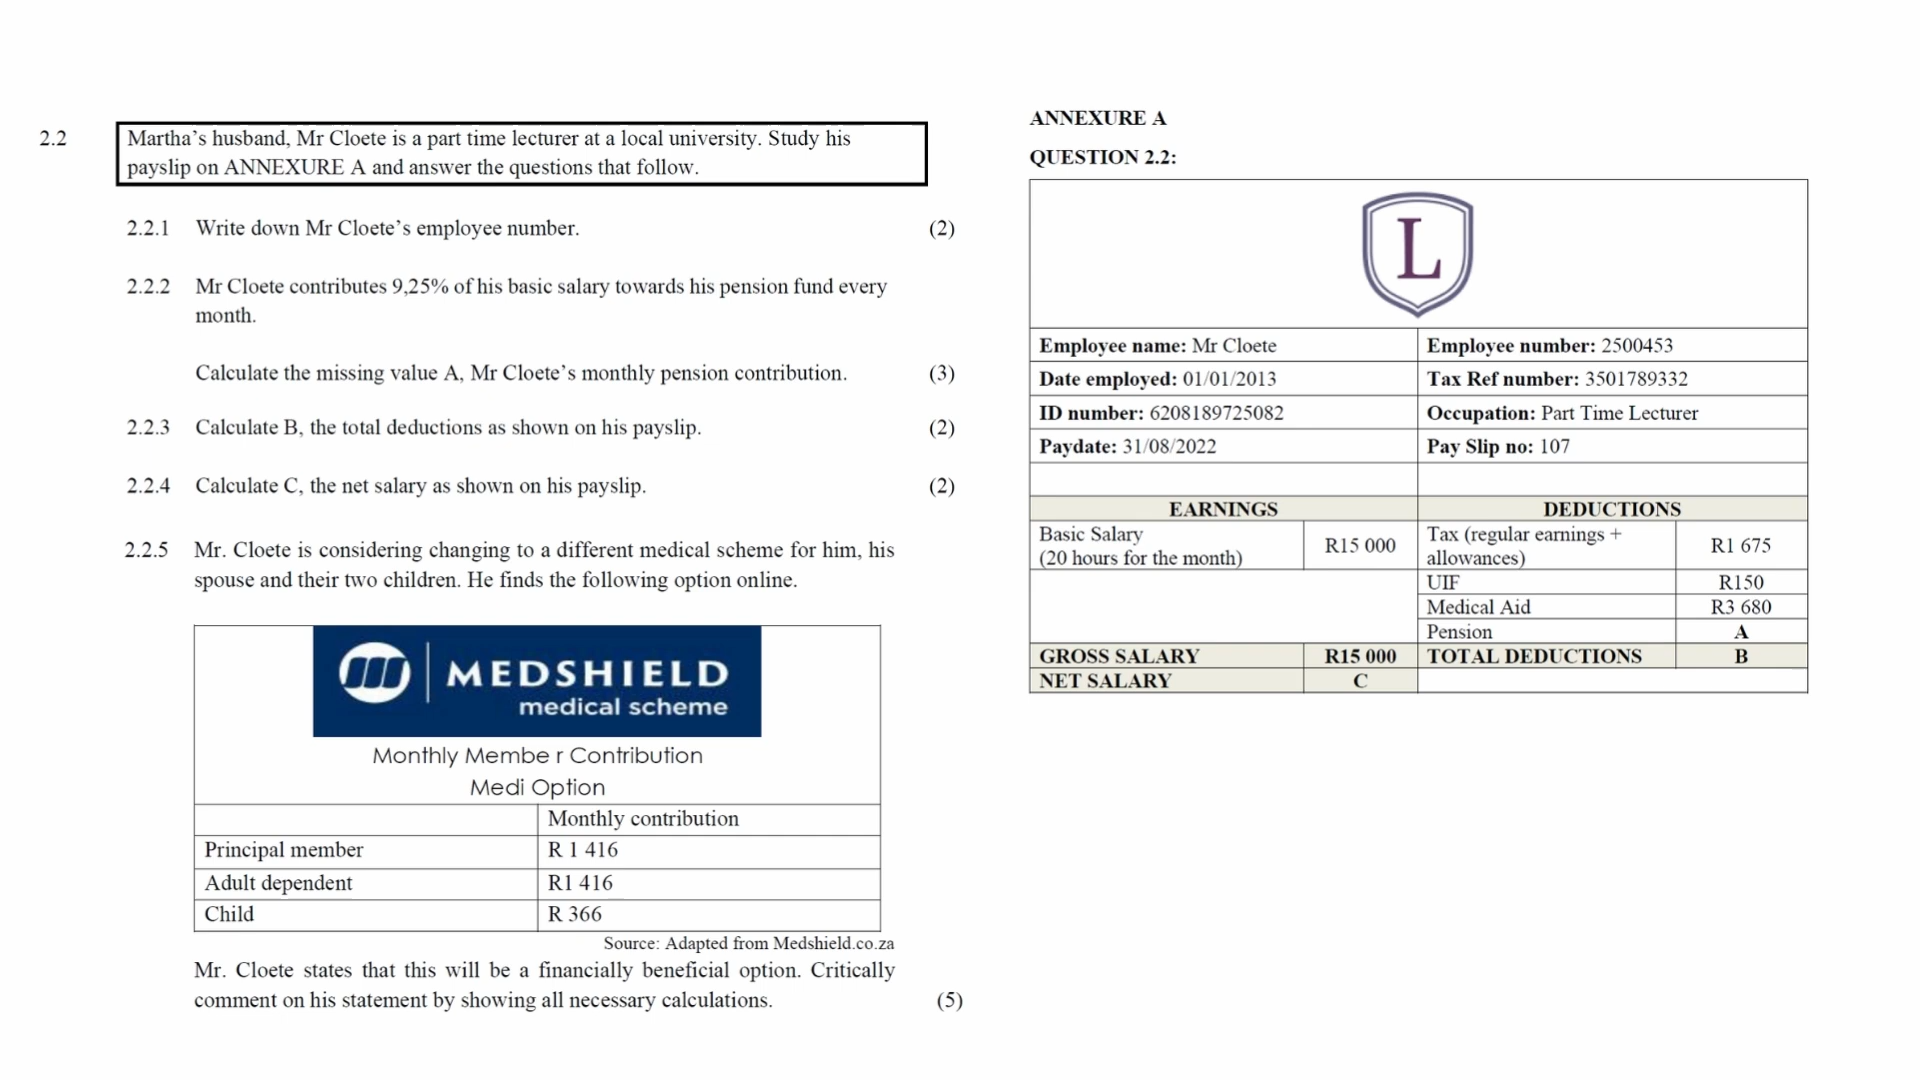 2.2 Martha’s husband, Mr Cloete is a part time lecturer at a local university. Study his
payslip on ANNEXURE A and answer the questions that follow.
2.2.1 Write down Mr Cloete’s employee number. (2)
2.2.2 Mr Cloete contributes 9,25% of his basic salary towards his pension fund every
month.
Calculate the missing value A, Mr Cloete’s monthly pension contribution. (3)
2.2.3 Calculate B, the total deductions as shown on his payslip. (2)
2.2.4 Calculate C, the net salary as shown on his payslip. (2)
2.2.5 Mr. Cloete is considering changing to a different medical scheme for him, his
spouse and their two children. He finds the following option online.
MEDSHIELD
medical scheme
Monthly Membe r Contribution
Medi Option
Monthly contribution
Principal member R 1 416
Adult dependent R1 416
Child R 366
Source: Adapted from Medshield.co.za
Mr. Cloete states that this will be a financially beneficial option. Critically
comment on his statement by showing all necessary calculations. (5)
ANNEXURE A
QUESTION 2.2:
L
Employee name: Mr Cloete Employee number: 2500453
Date employed: 01/01/2013 Tax Ref number: 3501789332
ID number: 6208189725082 Occupation: Part Time Lecturer
Paydate: 31/08/2022 Pay Slip no: 107
EARNINGS DEDUCTIONS
Basic Salary
(20 hours for the month) R15 000 Tax (regular earnings +
allowances) R1 675
UIF R150
Medical Aid R3 680
Pension A
GROSS SALARY R15 000 TOTAL DEDUCTIONS B
NET SALARY C